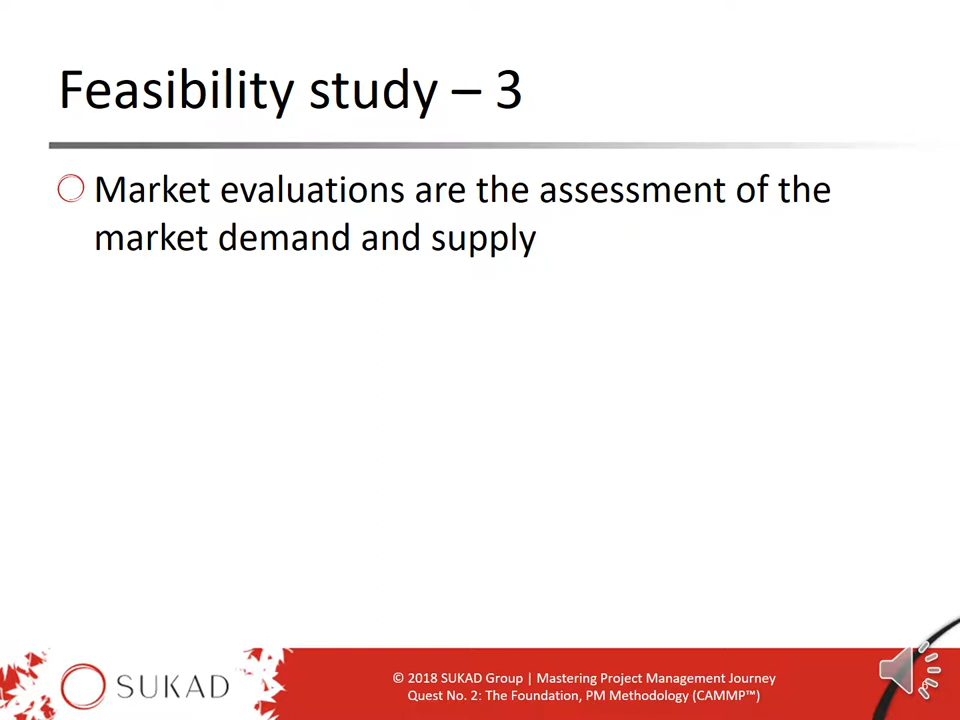 Feasibility study – 3
Market evaluations are the assessment of the
market demand and supply
SUKAD
© 2018 SUKAD Group | Mastering Project Management Journey
Quest No. 2: The Foundation, PM Methodology (CAMMP™)